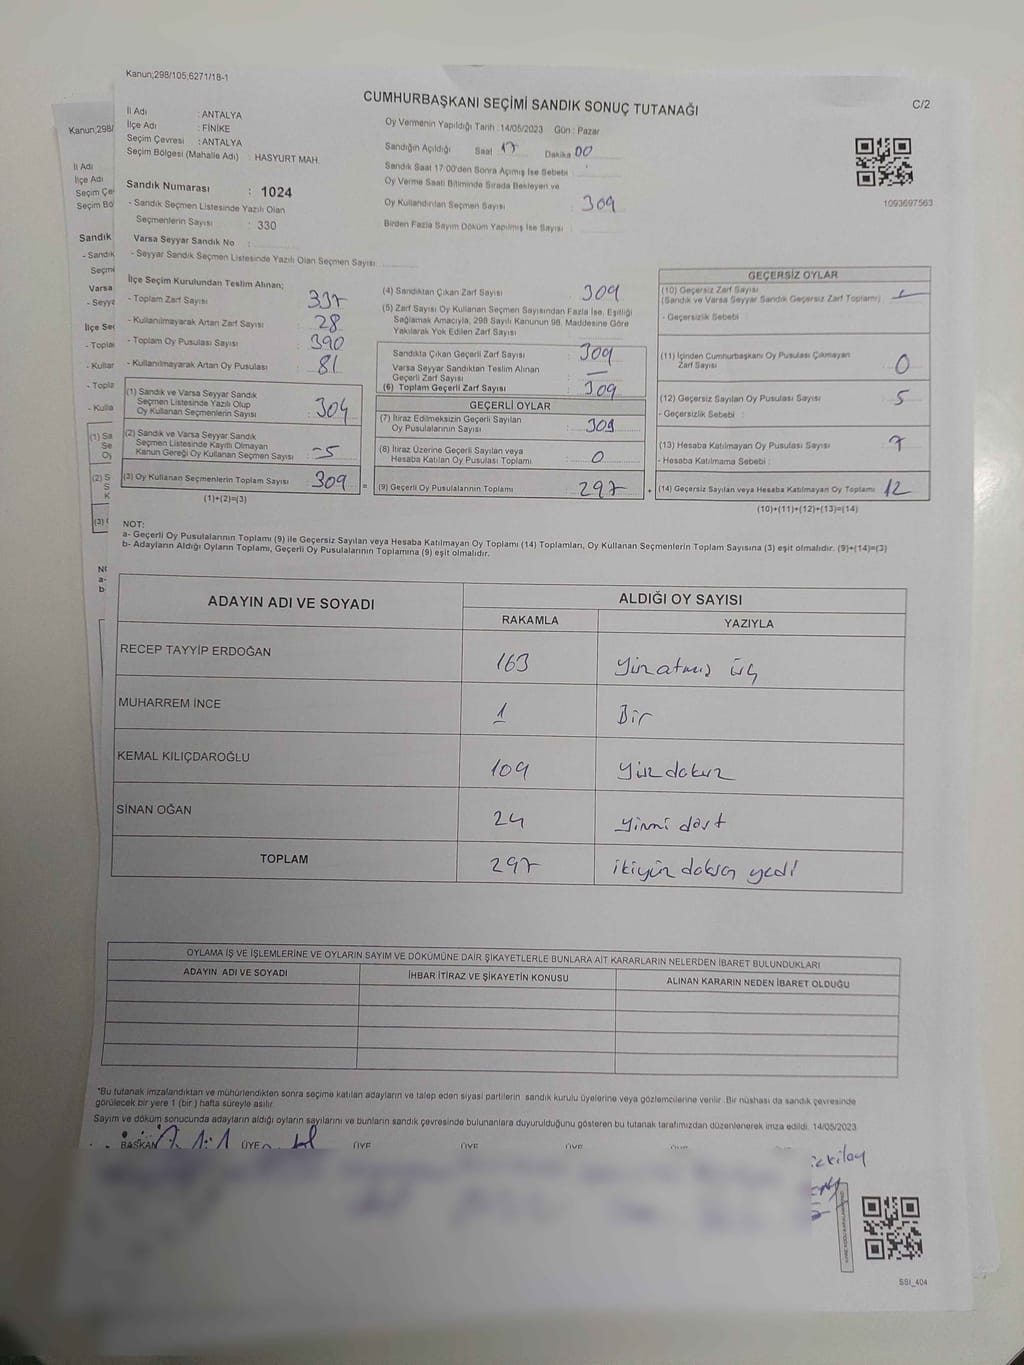 Kanun;298/105;6271/18-1
CUMHURBAŞKANI SEÇİMİ SANDIK SONUÇ TUTANAĞI
C/2
İli Adı : ANTALYA
İlçe Adı : FİNİKE
Seçim Çevresi : ANTALYA
Seçim Bölgesi (Mahalle Adı) : HASYURT MAH.
Sandık Numarası : 1024
- Sandık Seçmen Listesinde Yazılı Olan
Seçmenlerin Sayısı : 330
Varsa Seyyar Sandık No :
- Seyyar Sandık Seçmen Listesinde Yazılı Olan Seçmen Sayısı
Oy Vermenin Yapıldığı Tarih : 14/05/2023 Gün : Pazar
Sandığın Açıldığı Saat 17 Dakika 00
Sandık Saat 17:00'den Sonra Açımış İse Sebebi :
Oy Verme Saati Bitiminde Sırada Bekleyen ve
Oy Kullandırılan Seçmen Sayısı : 309
Birden Fazla Sayım Döküm Yapılmış İse Sayısı :
1093697563
İlçe Seçim Kurulundan Teslim Alınan;
- Toplam Zarf Sayısı : 337
- Kullanılmayarak Artan Zarf Sayısı : 28
- Toplam Oy Pusulası Sayısı : 390
- Kullanılmayarak Artan Oy Pusulası : 81
(1) Sandık ve Varsa Seyyar Sandık
Seçmen Listesinde Yazılı Olup
Oy Kullanan Seçmenlerin Sayısı : 304
(2) Sandık ve Varsa Seyyar Sandık
Seçmen Listesinde Kayıtlı Olmayan
Kanun Gereği Oy Kullanan Seçmen Sayısı : -5
(3) Oy Kullanan Seçmenlerin Toplam Sayısı : 309
(1)+(2)=(3)
(4) Sandıktan Çıkan Zarf Sayısı : 309
(5) Zarf Sayısı Oy Kullanan Seçmen Sayısından Fazla İse, Eşitliği
Sağlamak Amacıyla, 298 Sayılı Kanunun 98. Maddesine Göre
Yakılarak Yok Edilen Zarf Sayısı :
Sandıkta Çıkan Geçerli Zarf Sayısı : 309
Varsa Seyyar Sandıktan Teslim Alınan
Geçerli Zarf Sayısı : —
(6) Toplam Geçerli Zarf Sayısı : 309
GEÇERLİ OYLAR
(7) İtiraz Edilmeksizin Geçerli Sayılan
Oy Pusulalarının Sayısı : 309
(8) İtiraz Üzerine Geçerli Sayılan veya
Hesaba Katılan Oy Pusulası Toplamı : 0
(9) Geçerli Oy Pusulalarının Toplamı : 297
GEÇERSİZ OYLAR
(10) Geçersiz Zarf Sayısı
(Sandık ve Varsa Seyyar Sandık Geçersiz Zarf Toplamı) :
- Geçersizlik Sebebi :
(11) İçinden Cumhurbaşkanı Oy Pusulası Çıkmayan
Zarf Sayısı : 0
(12) Geçersiz Sayılan Oy Pusulası Sayısı : 5
- Geçersizlik Sebebi :
(13) Hesaba Katılmayan Oy Pusulası Sayısı : 7
- Hesaba Katılmama Sebebi :
(14) Geçersiz Sayılan veya Hesaba Katılmayan Oy Toplamı : 12
(10)+(11)+(12)+(13)=(14)
NOT:
a- Geçerli Oy Pusulalarının Toplamı (9) ile Geçersiz Sayılan veya Hesaba Katılmayan Oy Toplamı (14) Toplamları, Oy Kullanan Seçmenlerin Toplam Sayısına (3) eşit olmalıdır. (9)+(14)=(3)
b- Adayların Aldığı Oyların Toplamı, Geçerli Oy Pusulalarının Toplamına (9) eşit olmalıdır.
ADAYIN ADI VE SOYADI ALDIĞI OY SAYISI
RAKAMLA YAZIYLA
RECEP TAYYİP ERDOĞAN 163 Yüzatmış üç
MUHARREM İNCE 1 Bir
KEMAL KILIÇDAROĞLU 109 Yüz dokuz
SİNAN OĞAN 24 Yirmi dört
TOPLAM 297 ikiyüz doksan yedi
OYLAMA İŞ VE İŞLEMLERİNE VE OYLARIN SAYIM VE DÖKÜMÜNE DAİR ŞİKAYETLERLE BUNLARA AİT KARARLARIN NELERDEN İBARET BULUNDUKLARI
ADAYIN ADI VE SOYADI İHBAR İTİRAZ VE ŞİKAYETİN KONUSU ALINAN KARARIN NEDEN İBARET OLDUĞU
*Bu tutanak imzalandıktan ve mühürlendikten sonra seçime katılan adayların ve talep eden siyasi partilerin sandık kurulu üyelerine veya gözlemcilerine verilir. Bir nüshası da sandık çevresinde
görülecek bir yere 1 (bir) hafta süreyle asılır.
Sayım ve döküm sonucunda adayların aldığı oyların sayılarını ve bunların sandık çevresinde bulunanlara duyurulduğunu gösteren bu tutanak tarafımızdan düzenlenerek imza edildi. 14/05/2023
BAŞKAN ÜYE ÜYE ÜYE ÜYE
SSI_404